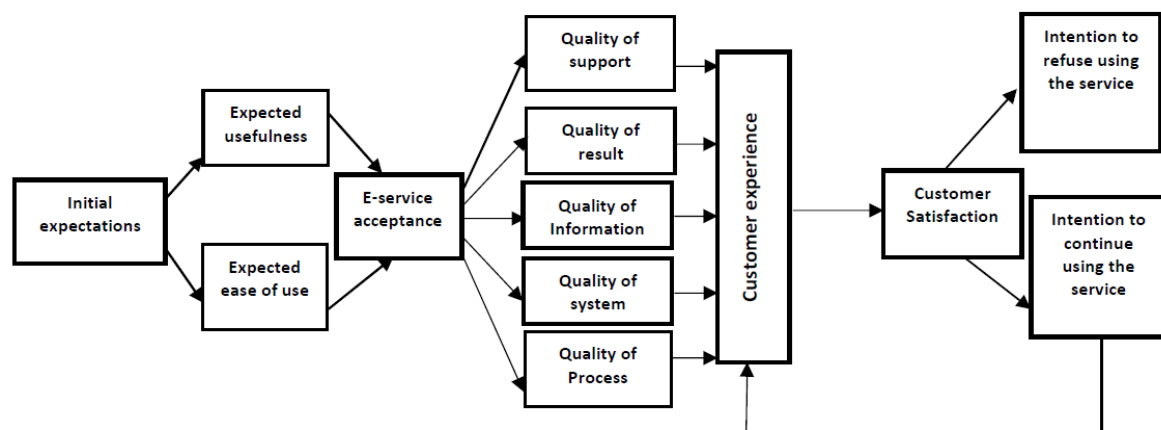 Initial
expectations
Expected
usefulness
Expected
ease of use
E-service
acceptance
Quality of
support
Quality of
result
Quality of
Information
Quality of
system
Quality of
Process
Customer experience
Customer
Satisfaction
Intention to
refuse using
the service
Intention to
continue
using the
service